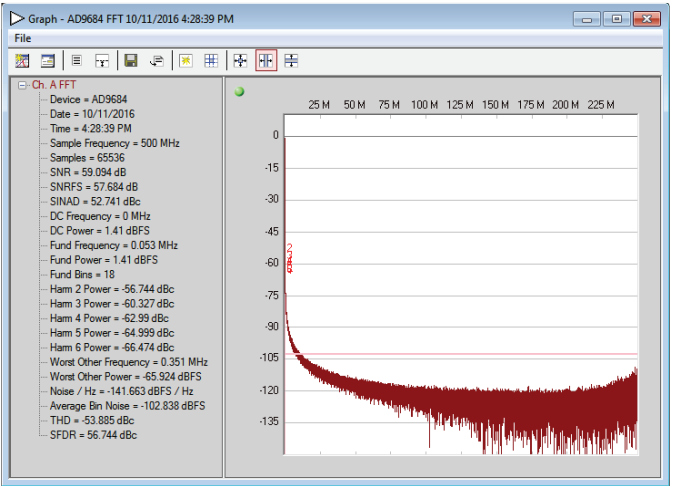 Graph - AD9684 FFT 10/11/2016 4:28:39 PM
File
Ch. A FFT
Device = AD9684
Date = 10/11/2016
Time = 4:28:39 PM
Sample Frequency = 500 MHz
Samples = 65536
SNR = 59.094 dB
SNRFS = 57.684 dB
SINAD = 52.741 dBc
DC Frequency = 0 MHz
DC Power = 1.41 dBFS
Fund Frequency = 0.053 MHz
Fund Power = 1.41 dBFS
Fund Bins = 18
Harm 2 Power = -56.744 dBc
Harm 3 Power = -60.327 dBc
Harm 4 Power = -62.99 dBc
Harm 5 Power = -64.999 dBc
Harm 6 Power = -66.474 dBc
Worst Other Frequency = 0.351 MHz
Worst Other Power = -65.924 dBFS
Noise / Hz = -141.663 dBFS / Hz
Average Bin Noise = -102.838 dBFS
THD = -53.885 dBc
SFDR = 56.744 dBc
25 M 50 M 75 M 100 M 125 M 150 M 175 M 200 M 225 M
0
-15
-30
-45
2
-60
-75
-90
-105
-120
-135